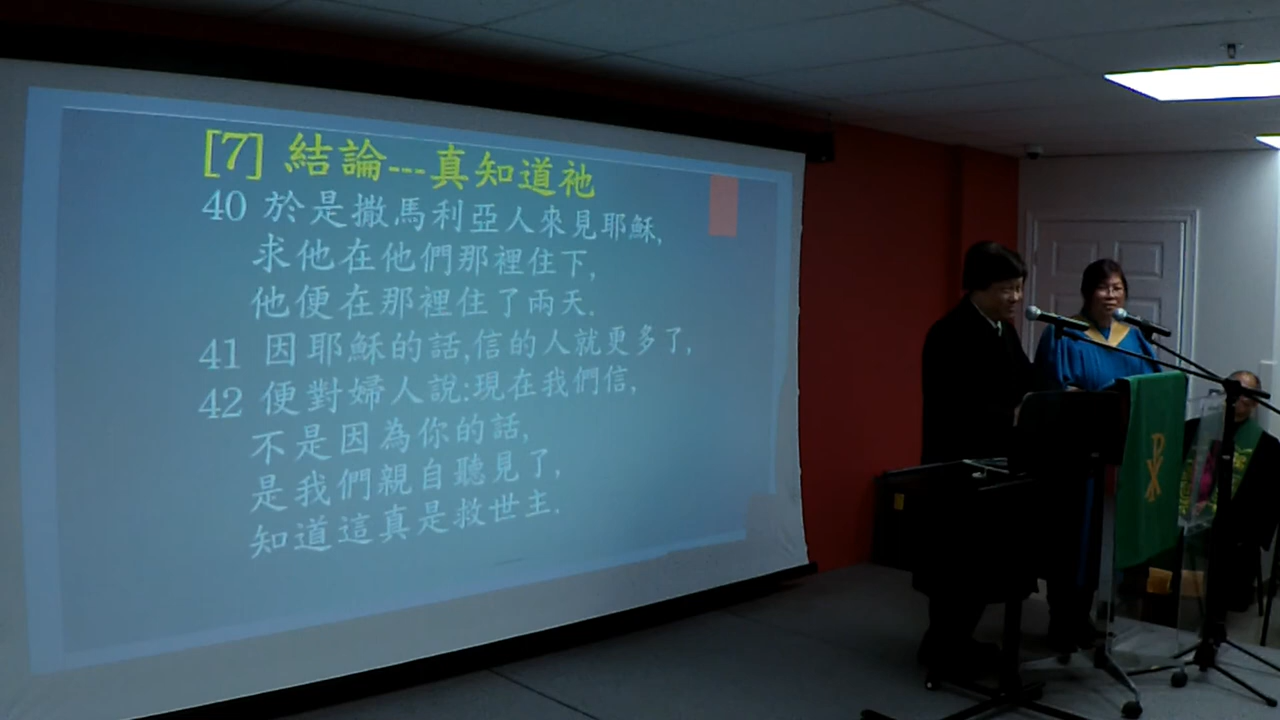 [7] 結論---真知道祂
40 於是撒馬利亞人來見耶穌,
求他在他們那裡住下,
他便在那裡住了兩天.
41 因耶穌的話,信的人就更多了,
42 便對婦人說:現在我們信,
不是因為你的話,
是我們親自聽見了,
知道這真是救世主.